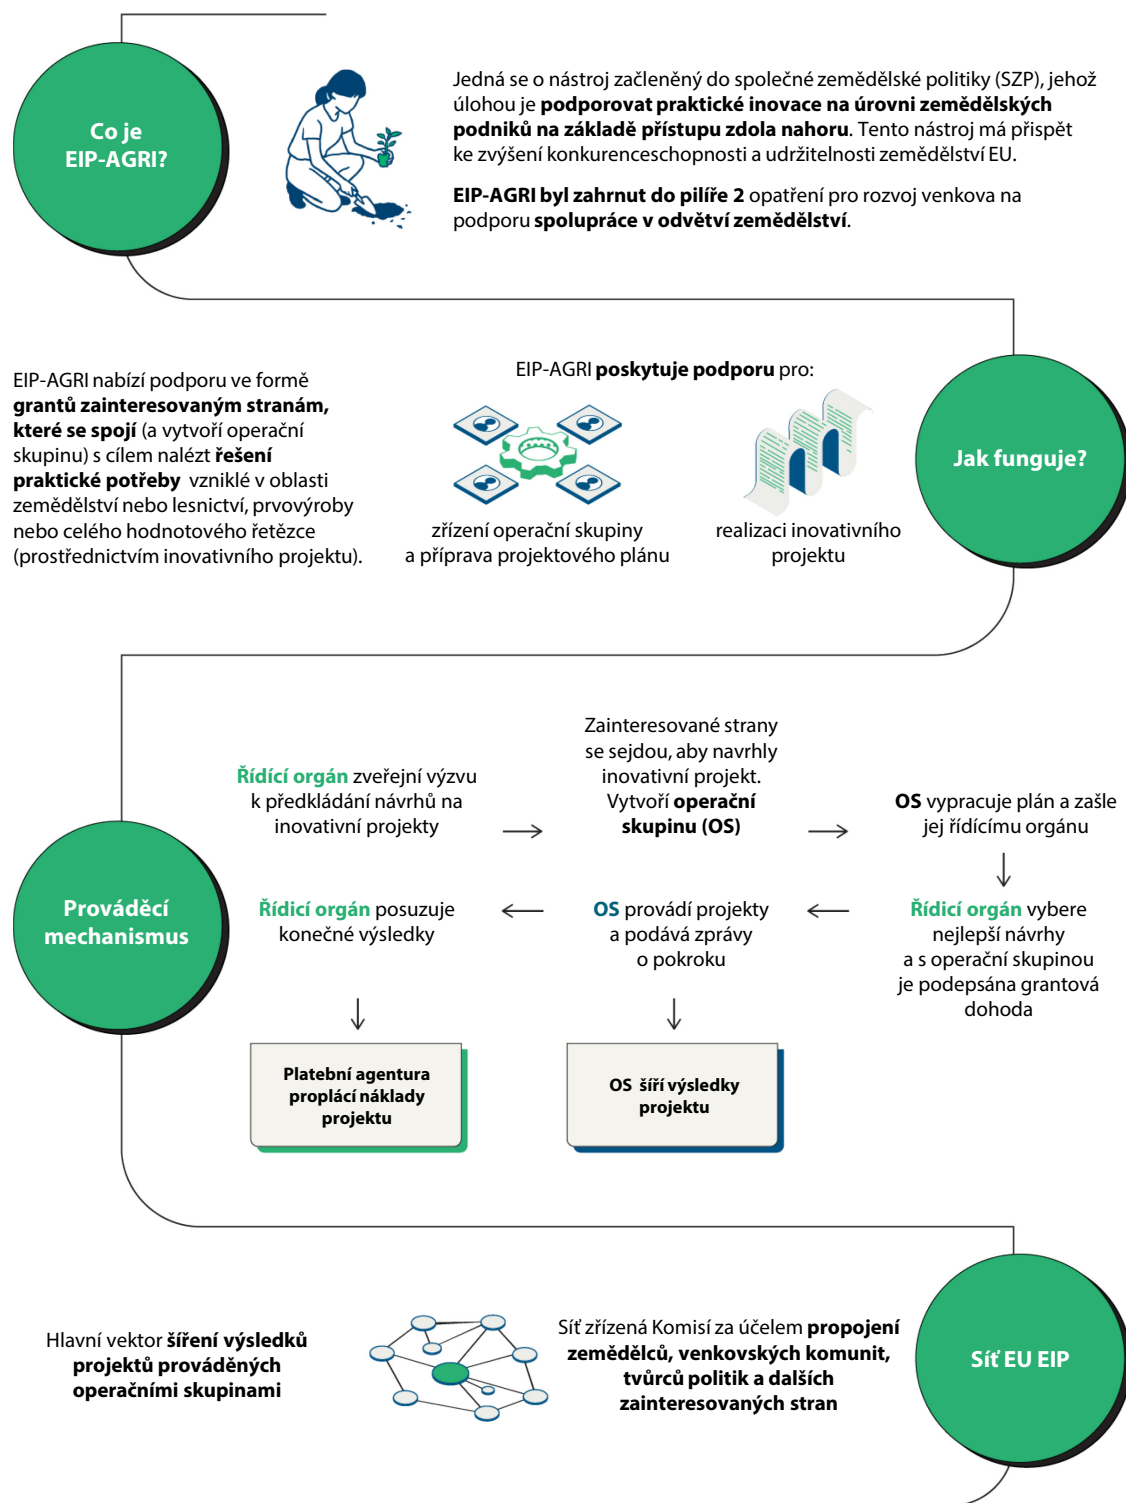 Co je
EIP-AGRI?
Jedná se o nástroj začleněný do společné zemědělské politiky (SZP), jehož
úlohou je podporovat praktické inovace na úrovni zemědělských
podniků na základě přístupu zdola nahoru. Tento nástroj má přispět
ke zvýšení konkurenceschopnosti a udržitelnosti zemědělství EU.
EIP-AGRI byl zahrnut do pilíře 2 opatření pro rozvoj venkova na
podporu spolupráce v odvětví zemědělství.
EIP-AGRI nabízí podporu ve formě
grantů zainteresovaným stranám,
které se spojí (a vytvoří operační
skupinu) s cílem nalézt řešení
praktické potřeby vzniklé v oblasti
zemědělství nebo lesnictví, prvovýroby
nebo celého hodnotového řetězce
(prostřednictvím inovativního projektu).
EIP-AGRI poskytuje podporu pro:
zřízení operační skupiny
a příprava projektového plánu
realizaci inovativního
projektu
Jak funguje?
Prováděcí
mechanismus
Řídící orgán zveřejní výzvu
k předkládání návrhů na
inovativní projekty
Zainteresované strany
se sejdou, aby navrhly
inovativní projekt.
Vytvoří operační
skupinu (OS)
OS vypracuje plán a zašle
jej řídícímu orgánu
Řídicí orgán vybere
nejlepší návrhy
a s operační skupinou
je podepsána grantová
dohoda
OS provádí projekty
a podává zprávy
o pokroku
Řídicí orgán posuzuje
konečné výsledky
Platební agentura
proplácí náklady
projektu
OS šíří výsledky
projektu
Hlavní vektor šíření výsledků
projektů prováděných
operačními skupinami
Síť zřízená Komisí za účelem propojení
zemědělců, venkovských komunit,
tvůrců politik a dalších
zainteresovaných stran
Síť EU EIP